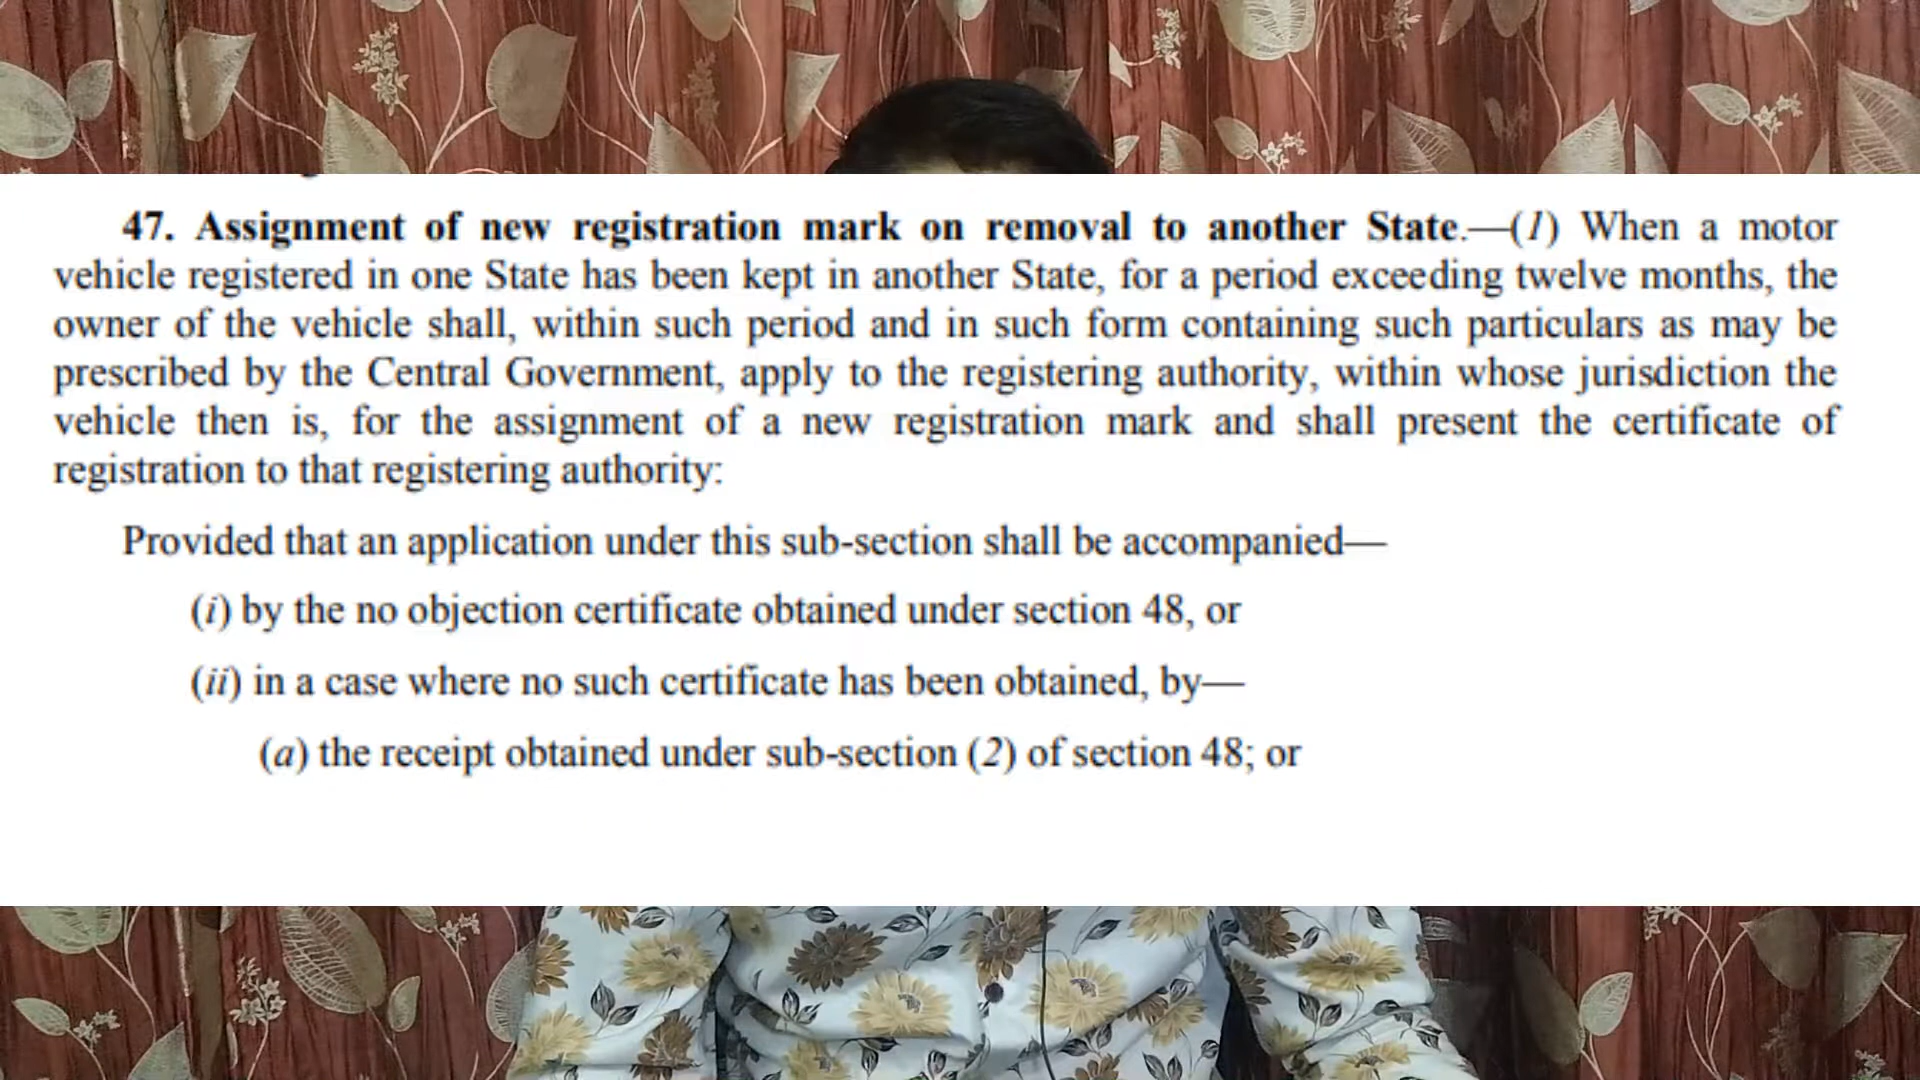 47. Assignment of new registration mark on removal to another State.—(1) When a motor
vehicle registered in one State has been kept in another State, for a period exceeding twelve months, the
owner of the vehicle shall, within such period and in such form containing such particulars as may be
prescribed by the Central Government, apply to the registering authority, within whose jurisdiction the
vehicle then is, for the assignment of a new registration mark and shall present the certificate of
registration to that registering authority:
Provided that an application under this sub-section shall be accompanied—
(i) by the no objection certificate obtained under section 48, or
(ii) in a case where no such certificate has been obtained, by—
(a) the receipt obtained under sub-section (2) of section 48; or